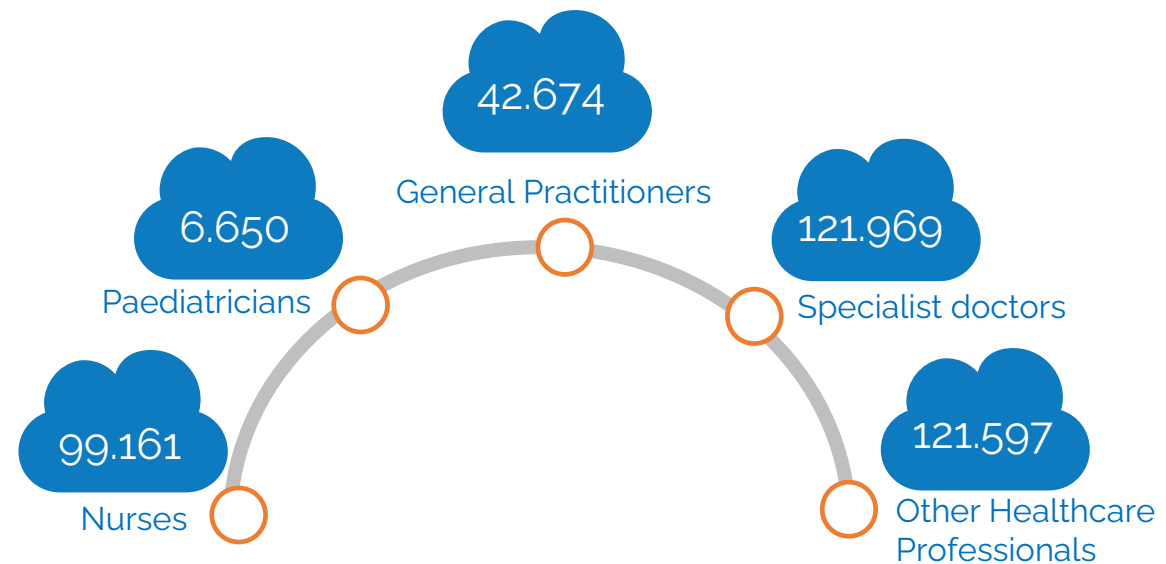 42.674
General Practitioners
6.650
Paediatricians
121.969
Specialist doctors
99.161
Nurses
121.597
Other Healthcare
Professionals